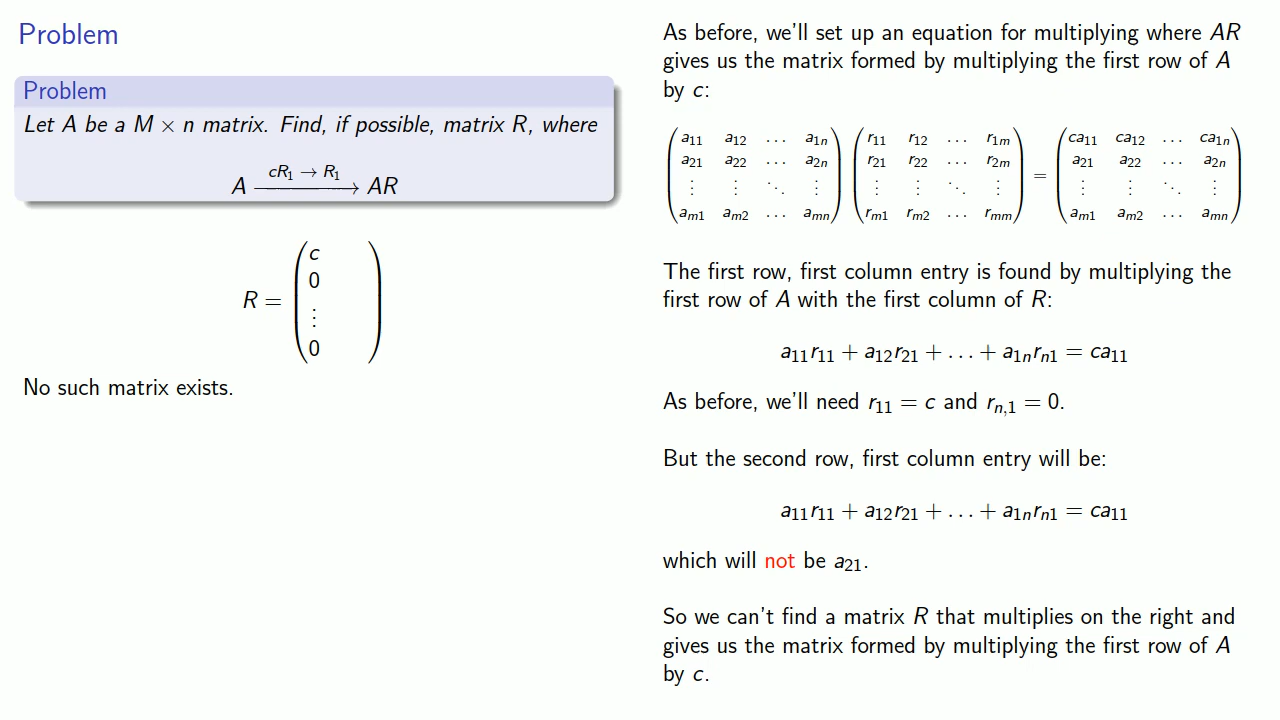 Problem
Problem
Let A be a M × n matrix. Find, if possible, matrix R, where
cR₁ → R₁
A ⟶ AR
R = ( c
0
⋮
0 )
No such matrix exists.
As before, we'll set up an equation for multiplying where AR
gives us the matrix formed by multiplying the first row of A
by c:
( a₁₁ a₁₂ … a₁ₙ ) ( r₁₁ r₁₂ … r₁ₘ ) = ( ca₁₁ ca₁₂ … ca₁ₙ )
( a₂₁ a₂₂ … a₂ₙ ) ( r₂₁ r₂₂ … r₂ₘ ) ( a₂₁ a₂₂ … a₂ₙ )
( ⋮ ⋮ ⋱ ⋮ ) ( ⋮ ⋮ ⋱ ⋮ ) ( ⋮ ⋮ ⋱ ⋮ )
( aₘ₁ aₘ₂ … aₘₙ ) ( rₘ₁ rₘ₂ … rₘₘ ) ( aₘ₁ aₘ₂ … aₘₙ )
The first row, first column entry is found by multiplying the
first row of A with the first column of R:
a₁₁r₁₁ + a₁₂r₂₁ + … + a₁ₙrₙ₁ = ca₁₁
As before, we'll need r₁₁ = c and rₙ,₁ = 0.
But the second row, first column entry will be:
a₁₁r₁₁ + a₁₂r₂₁ + … + a₁ₙrₙ₁ = ca₁₁
which will not be a₂₁.
So we can't find a matrix R that multiplies on the right and
gives us the matrix formed by multiplying the first row of A
by c.